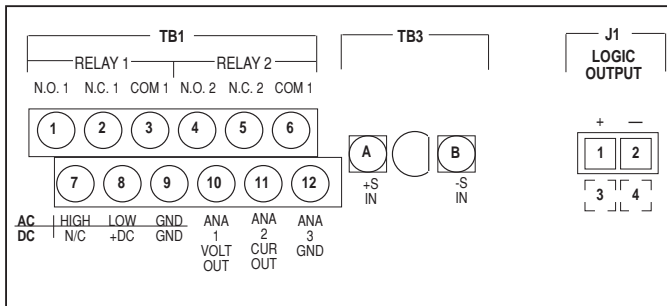 TB1
TB3
J1
LOGIC
OUTPUT
RELAY 1
RELAY 2
N.O. 1 N.C. 1 COM 1 N.O. 2 N.C. 2 COM 1
+ —
1 2 3 4 5 6
A B
1 2
7 8 9 10 11 12
+S
IN
-S
IN
3 4
AC HIGH LOW GND ANA ANA ANA
DC N/C +DC GND 1 2 3
VOLT CUR GND
OUT OUT